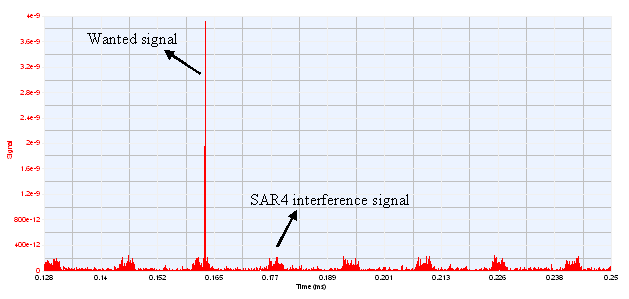 4e-9
3.6e-9
Wanted signal
3.2e-9
2.8e-9
2.4e-9
Signal
2e-9
1.6e-9
1.2e-9
SAR4 interference signal
800e-12
400e-12
0
0.128 0.14 0.152 0.165 0.177 0.189 0.201 0.213 0.226 0.238 0.25
Time (ms)